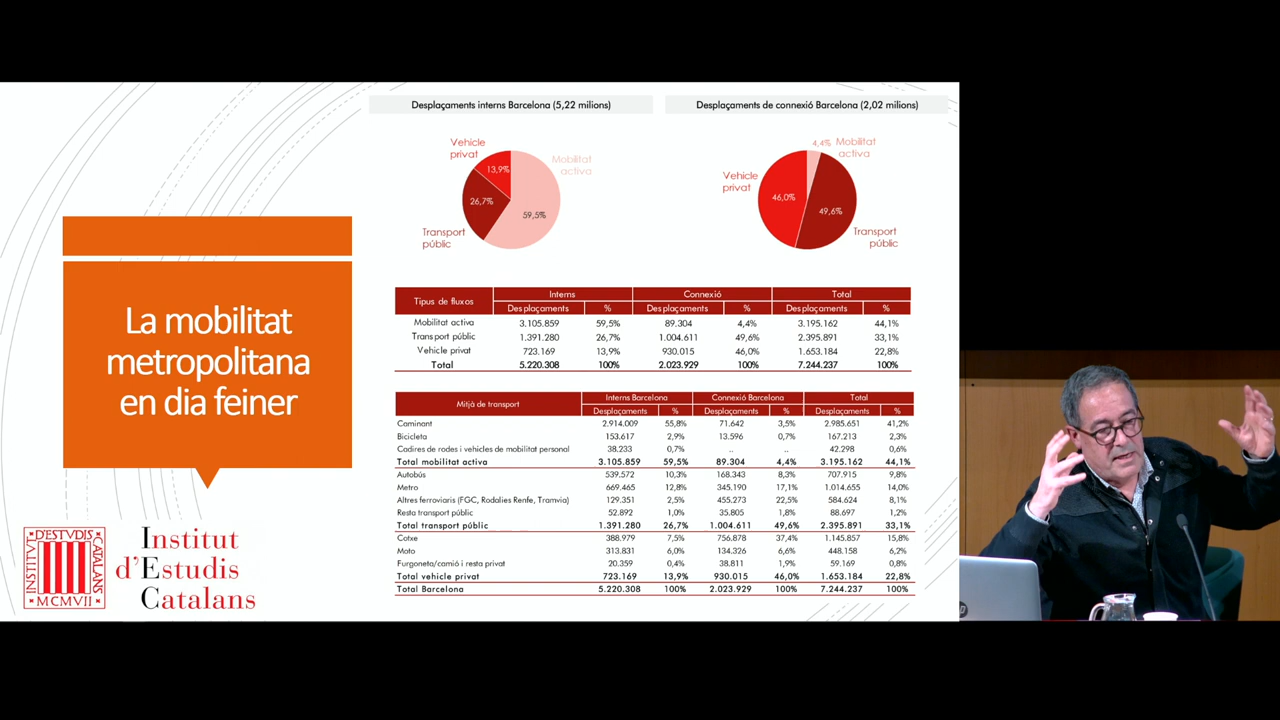 La mobilitat
metropolitana
en dia feiner
INSTITVT
D'ESTVDIS
CATALANS
MCMVII
Institut
d'Estudis
Catalans
Desplaçaments interns Barcelona (5,22 milions)
Vehicle
privat
13,9%
Mobilitat
activa
26,7%
59,5%
Transport
públic
Desplaçaments de connexió Barcelona (2,02 milions)
4,4% Mobilitat
activa
Vehicle
privat
46,0%
49,6%
Transport
públic
Tipus de fluxos Interns Connexió Total
Desplaçaments % Desplaçaments % Desplaçaments %
Mobilitat activa 3.105.859 59,5% 89.304 4,4% 3.195.162 44,1%
Transport públic 1.391.280 26,7% 1.004.611 49,6% 2.395.891 33,1%
Vehicle privat 723.169 13,9% 930.015 46,0% 1.653.184 22,8%
Total 5.220.308 100% 2.023.929 100% 7.244.237 100%
Mitjà de transport Interns Barcelona Connexió Barcelona Total
Desplaçaments % Desplaçaments % Desplaçaments %
Caminant 2.914.009 55,8% 71.642 3,5% 2.985.651 41,2%
Bicicleta 153.617 2,9% 13.596 0,7% 167.213 2,3%
Cadires de rodes i vehicles de mobilitat personal 38.233 0,7% .. .. 42.298 0,6%
Total mobilitat activa 3.105.859 59,5% 89.304 4,4% 3.195.162 44,1%
Autobús 539.572 10,3% 168.343 8,3% 707.915 9,8%
Metro 669.465 12,8% 345.190 17,1% 1.014.655 14,0%
Altres ferroviaris (FGC, Rodalies Renfe, Tramvia) 129.351 2,5% 455.273 22,5% 584.624 8,1%
Resta transport públic 52.892 1,0% 35.805 1,8% 88.697 1,2%
Total transport públic 1.391.280 26,7% 1.004.611 49,6% 2.395.891 33,1%
Cotxe 388.979 7,5% 756.878 37,4% 1.145.857 15,8%
Moto 313.831 6,0% 134.326 6,6% 448.158 6,2%
Furgoneta/camió i resta privat 20.359 0,4% 38.811 1,9% 59.169 0,8%
Total vehicle privat 723.169 13,9% 930.015 46,0% 1.653.184 22,8%
Total Barcelona 5.220.308 100% 2.023.929 100% 7.244.237 100%